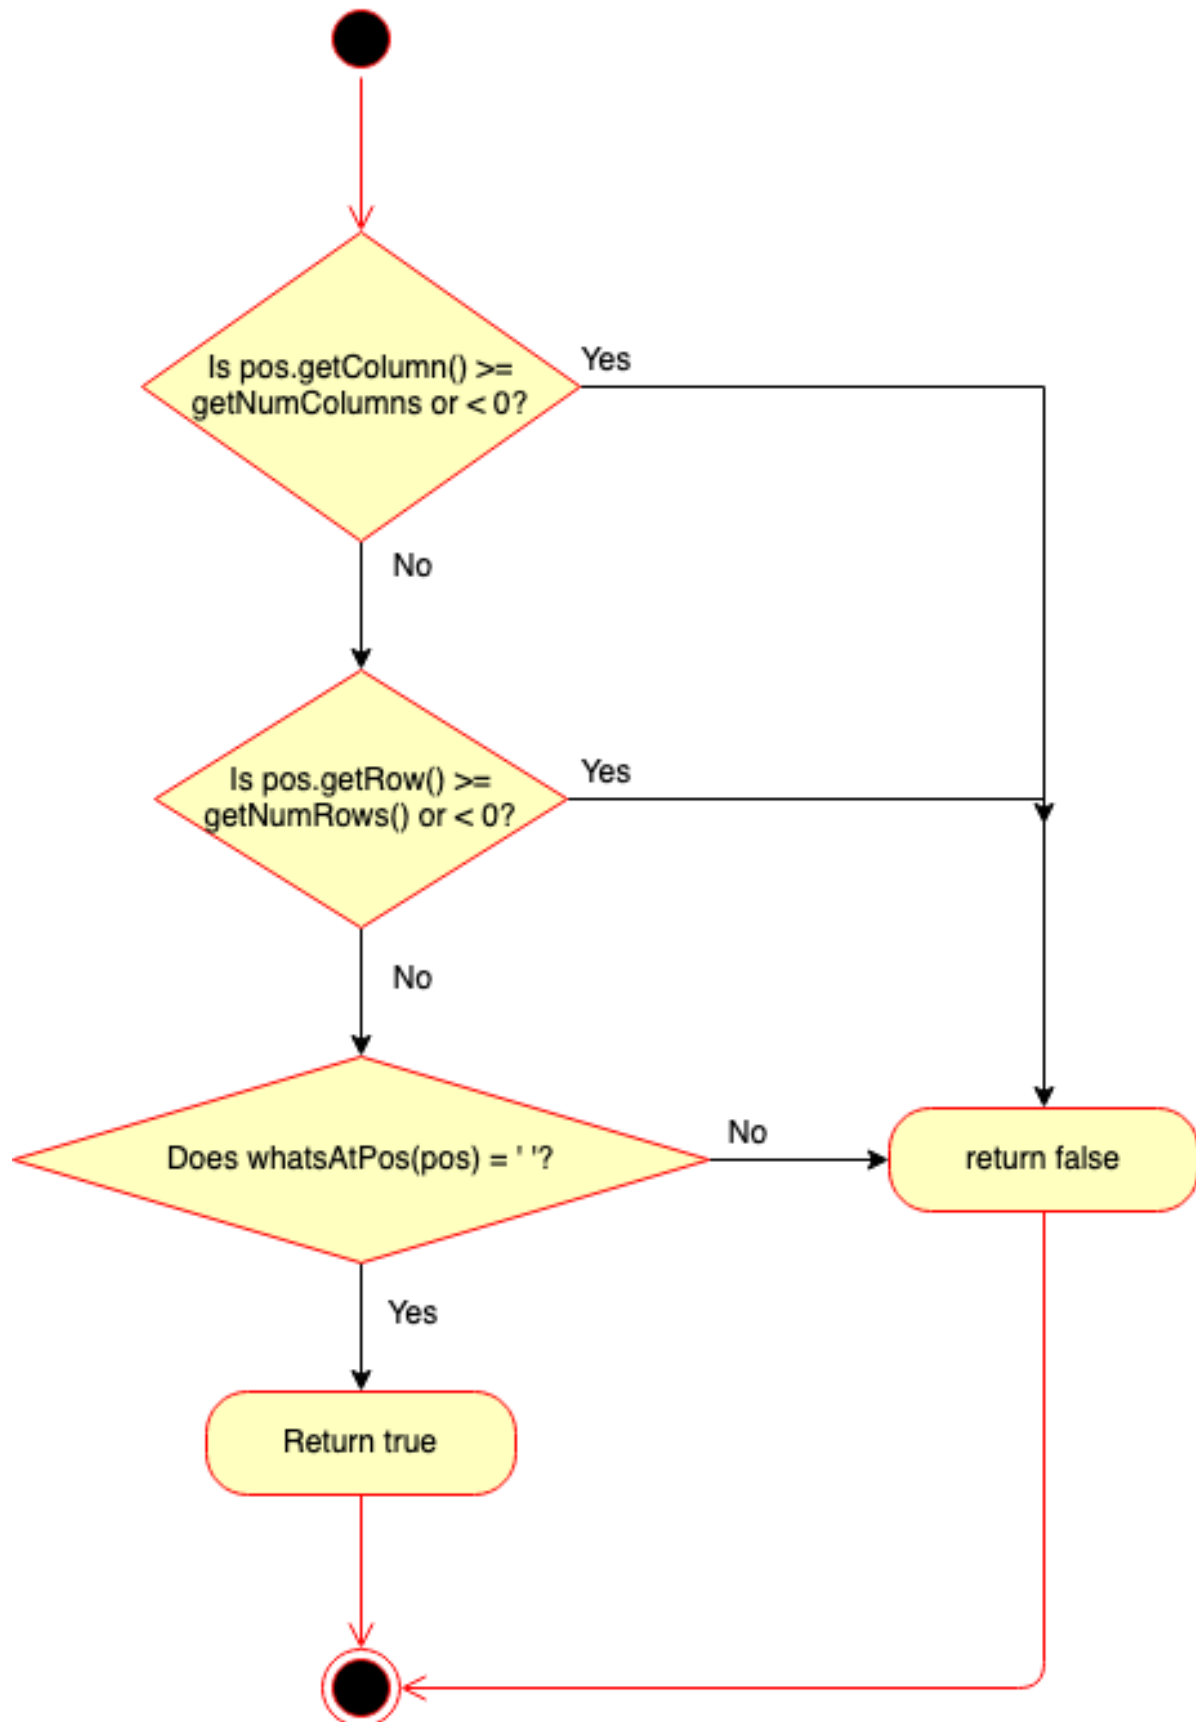 Is pos.getColumn() >=
getNumColumns or < 0?
Yes
No
Is pos.getRow() >=
getNumRows() or < 0?
Yes
No
Does whatsAtPos(pos) = ' '?
No
return false
Yes
Return true